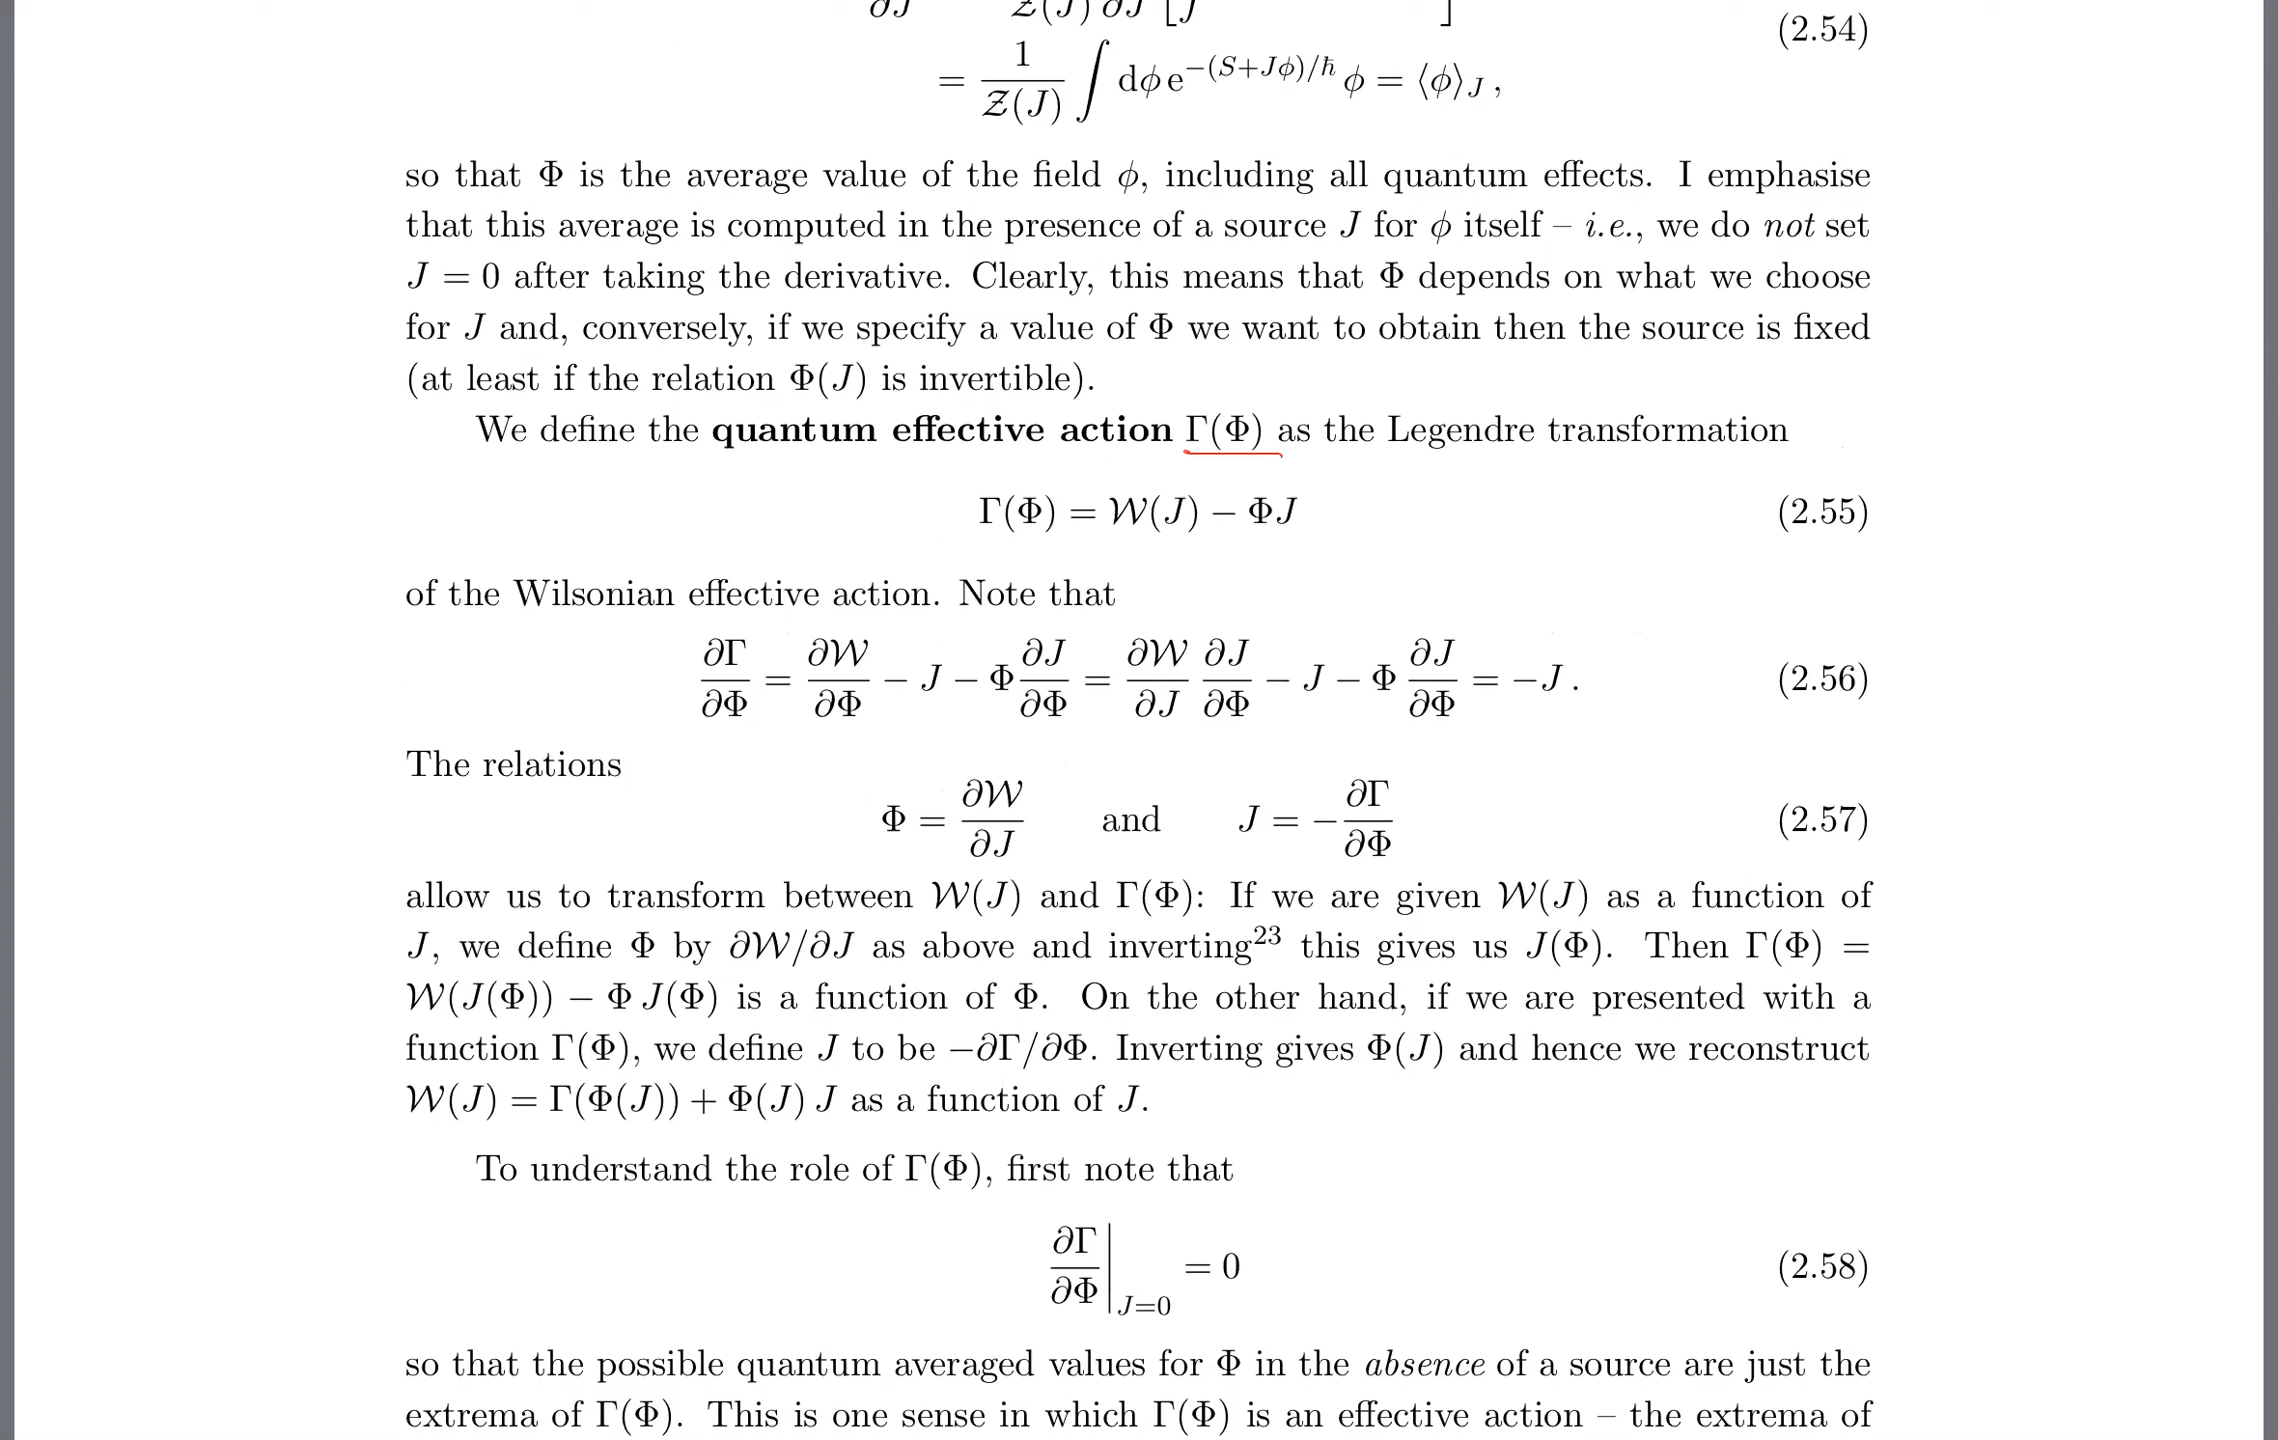 ∂J Z(J) ∂J [∫ ] (2.54)
= 1/Z(J) ∫ dϕ e^{−(S+Jϕ)/ℏ} ϕ = ⟨ϕ⟩_J ,
so that Φ is the average value of the field ϕ, including all quantum effects. I emphasise
that this average is computed in the presence of a source J for ϕ itself – i.e., we do not set
J = 0 after taking the derivative. Clearly, this means that Φ depends on what we choose
for J and, conversely, if we specify a value of Φ we want to obtain then the source is fixed
(at least if the relation Φ(J) is invertible).
We define the quantum effective action Γ(Φ) as the Legendre transformation
Γ(Φ) = W(J) − ΦJ (2.55)
of the Wilsonian effective action. Note that
∂Γ/∂Φ = ∂W/∂Φ − J − Φ ∂J/∂Φ = ∂W/∂J ∂J/∂Φ − J − Φ ∂J/∂Φ = −J . (2.56)
The relations
Φ = ∂W/∂J and J = −∂Γ/∂Φ (2.57)
allow us to transform between W(J) and Γ(Φ): If we are given W(J) as a function of
J, we define Φ by ∂W/∂J as above and inverting²³ this gives us J(Φ). Then Γ(Φ) =
W(J(Φ)) − Φ J(Φ) is a function of Φ. On the other hand, if we are presented with a
function Γ(Φ), we define J to be −∂Γ/∂Φ. Inverting gives Φ(J) and hence we reconstruct
W(J) = Γ(Φ(J)) + Φ(J) J as a function of J.
To understand the role of Γ(Φ), first note that
∂Γ/∂Φ |_{J=0} = 0 (2.58)
so that the possible quantum averaged values for Φ in the absence of a source are just the
extrema of Γ(Φ). This is one sense in which Γ(Φ) is an effective action – the extrema of